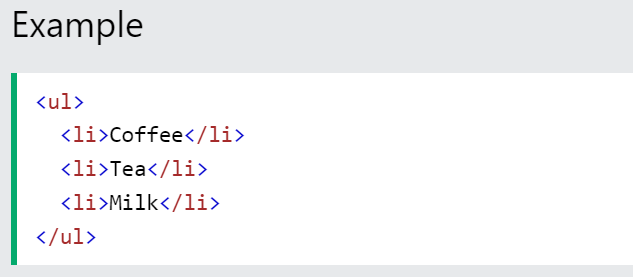 Example
<ul>
  <li>Coffee</li>
  <li>Tea</li>
  <li>Milk</li>
</ul>